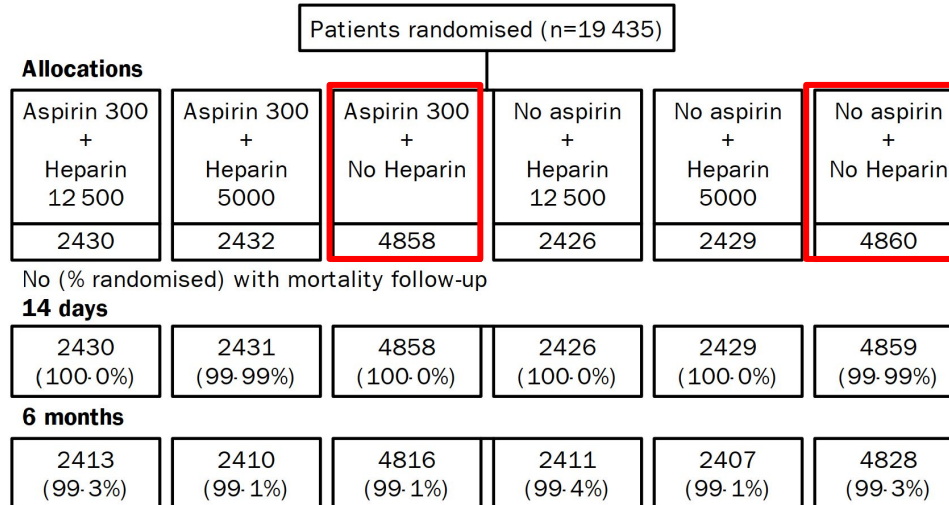 Patients randomised (n=19 435)
Allocations
Aspirin 300
+
Heparin
12 500
2430
Aspirin 300
+
Heparin
5000
2432
Aspirin 300
+
No Heparin
4858
No aspirin
+
Heparin
12 500
2426
No aspirin
+
Heparin
5000
2429
No aspirin
+
No Heparin
4860
No (% randomised) with mortality follow-up
14 days
2430
(100·0%)
2431
(99·99%)
4858
(100·0%)
2426
(100·0%)
2429
(100·0%)
4859
(99·99%)
6 months
2413
(99·3%)
2410
(99·1%)
4816
(99·1%)
2411
(99·4%)
2407
(99·1%)
4828
(99·3%)